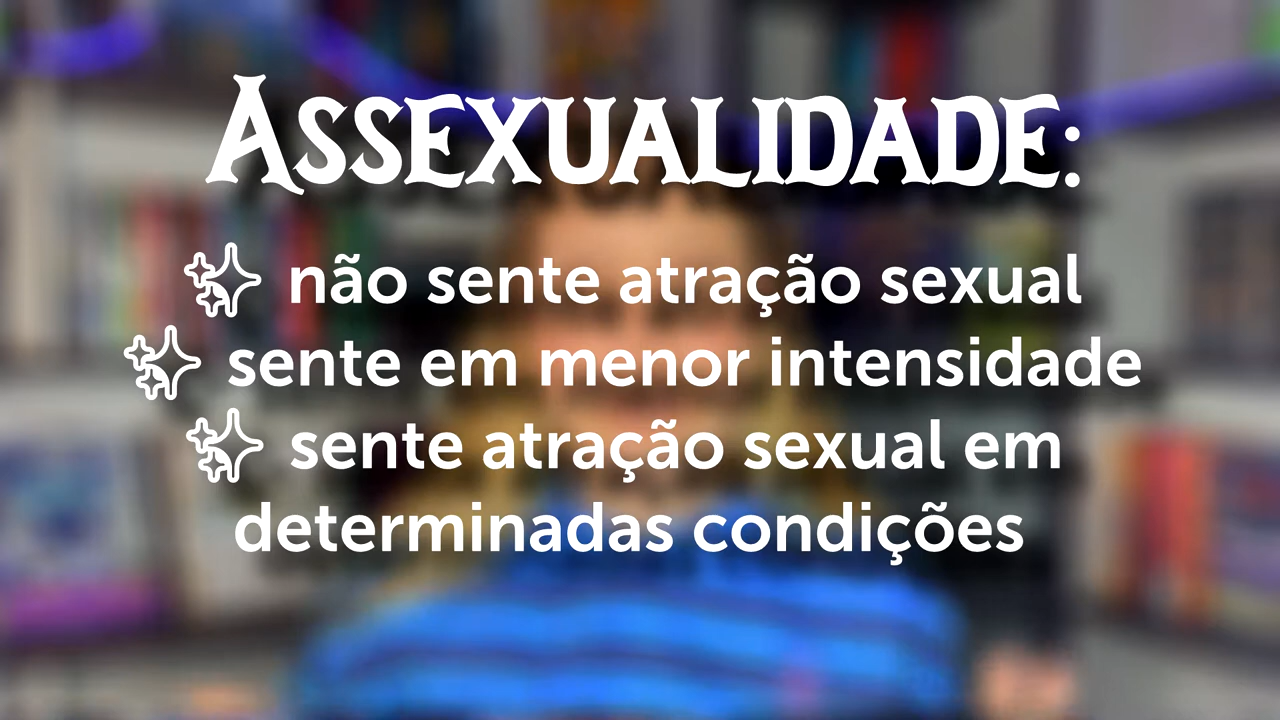 ASSEXUALIDADE:
✨ não sente atração sexual
✨ sente em menor intensidade
✨ sente atração sexual em
determinadas condições